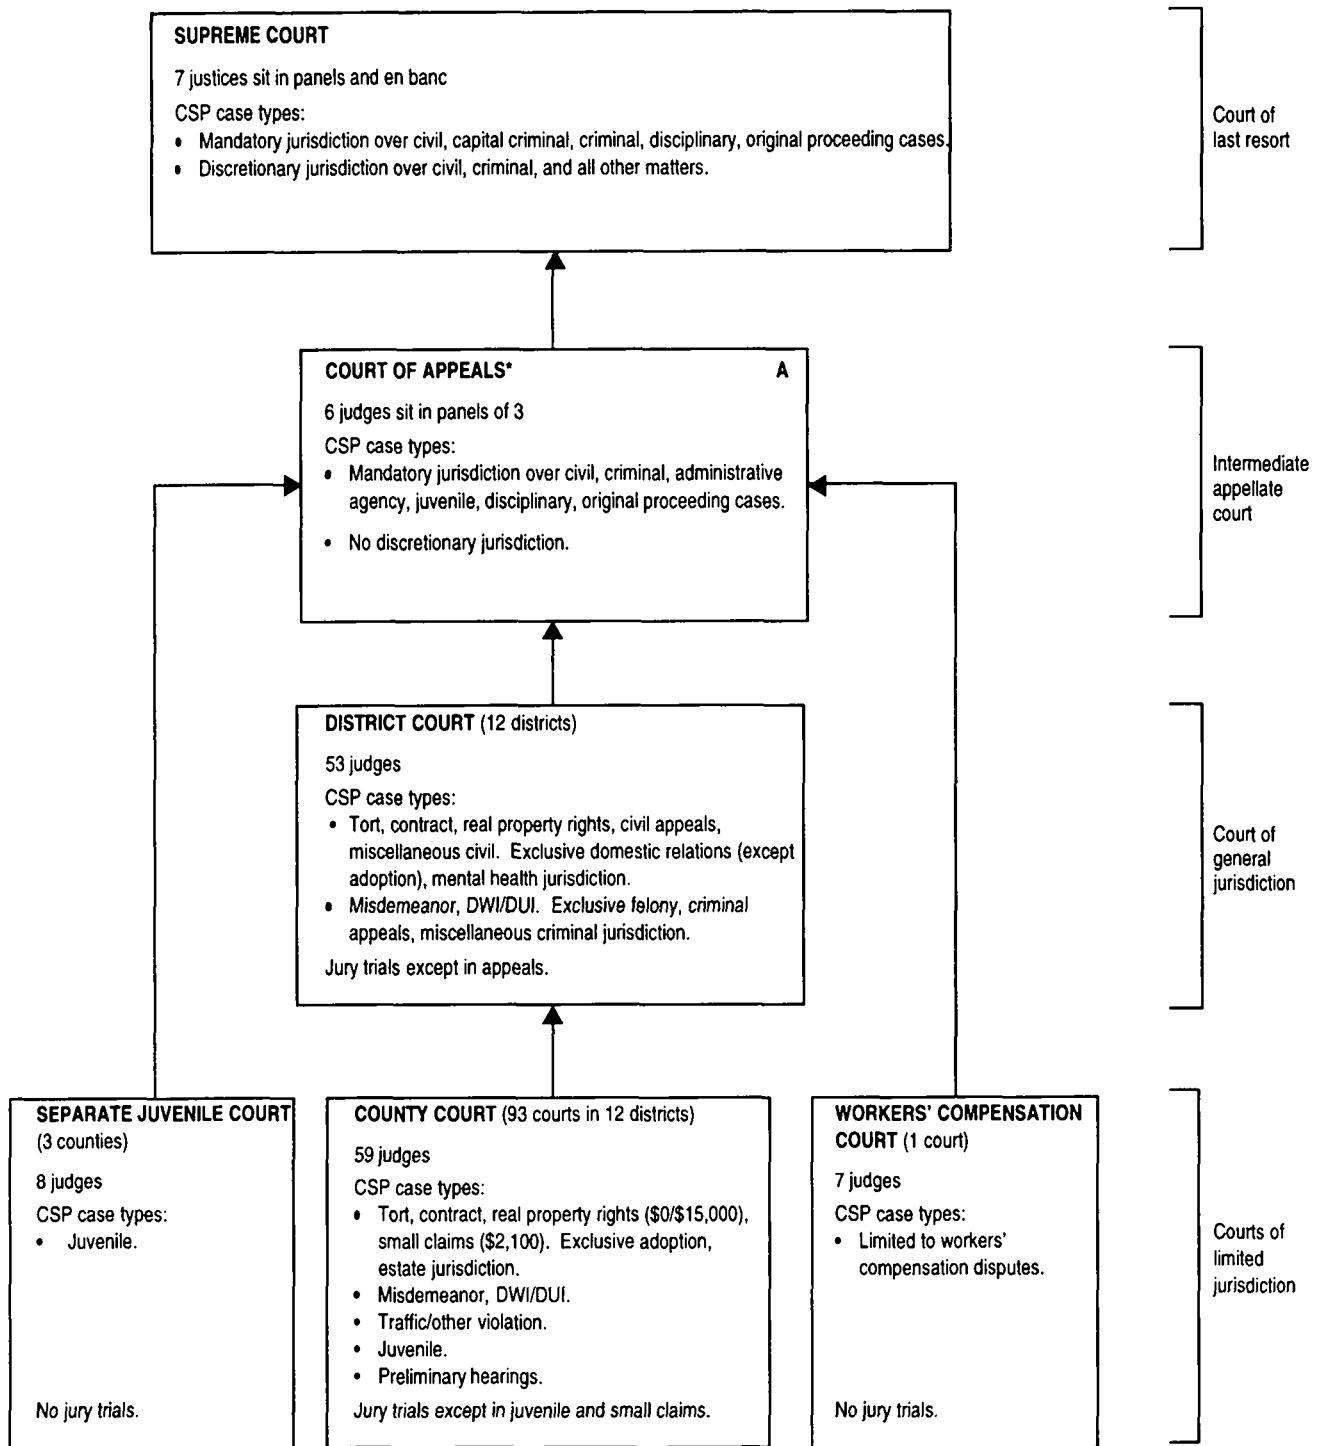 SUPREME COURT
7 justices sit in panels and en banc
CSP case types:
• Mandatory jurisdiction over civil, capital criminal, criminal, disciplinary, original proceeding cases.
• Discretionary jurisdiction over civil, criminal, and all other matters.
Court of
last resort
COURT OF APPEALS* A
6 judges sit in panels of 3
CSP case types:
• Mandatory jurisdiction over civil, criminal, administrative
agency, juvenile, disciplinary, original proceeding cases.
• No discretionary jurisdiction.
Intermediate
appellate
court
DISTRICT COURT (12 districts)
53 judges
CSP case types:
• Tort, contract, real property rights, civil appeals,
miscellaneous civil. Exclusive domestic relations (except
adoption), mental health jurisdiction.
• Misdemeanor, DWI/DUI. Exclusive felony, criminal
appeals, miscellaneous criminal jurisdiction.
Jury trials except in appeals.
Court of
general
jurisdiction
SEPARATE JUVENILE COURT
(3 counties)
8 judges
CSP case types:
• Juvenile.
No jury trials.
COUNTY COURT (93 courts in 12 districts)
59 judges
CSP case types:
• Tort, contract, real property rights ($0/$15,000),
small claims ($2,100). Exclusive adoption,
estate jurisdiction.
• Misdemeanor, DWI/DUI.
• Traffic/other violation.
• Juvenile.
• Preliminary hearings.
Jury trials except in juvenile and small claims.
WORKERS' COMPENSATION
COURT (1 court)
7 judges
CSP case types:
• Limited to workers'
compensation disputes.
No jury trials.
Courts of
limited
jurisdiction